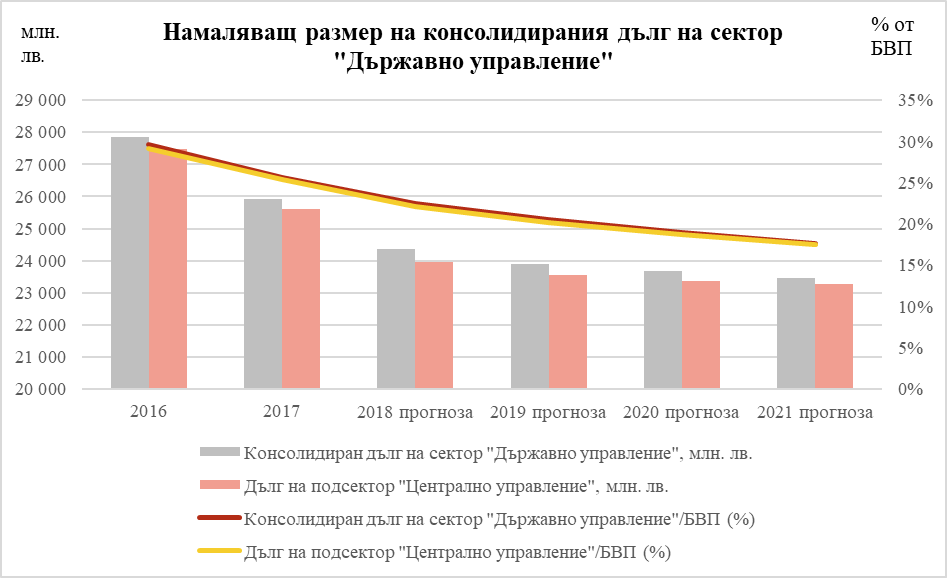 млн.
лв.
Намаляващ размер на консолидирания дълг на сектор
"Държавно управление"
% от
БВП
29 000
28 000
27 000
26 000
25 000
24 000
23 000
22 000
21 000
20 000
35%
30%
25%
20%
15%
10%
5%
0%
2016
2017
2018 прогноза
2019 прогноза
2020 прогноза
2021 прогноза
Консолидиран дълг на сектор "Държавно управление", млн. лв.
Дълг на подсектор "Централно управление", млн. лв.
Консолидиран дълг на сектор "Държавно управление"/БВП (%)
Дълг на подсектор "Централно управление"/БВП (%)